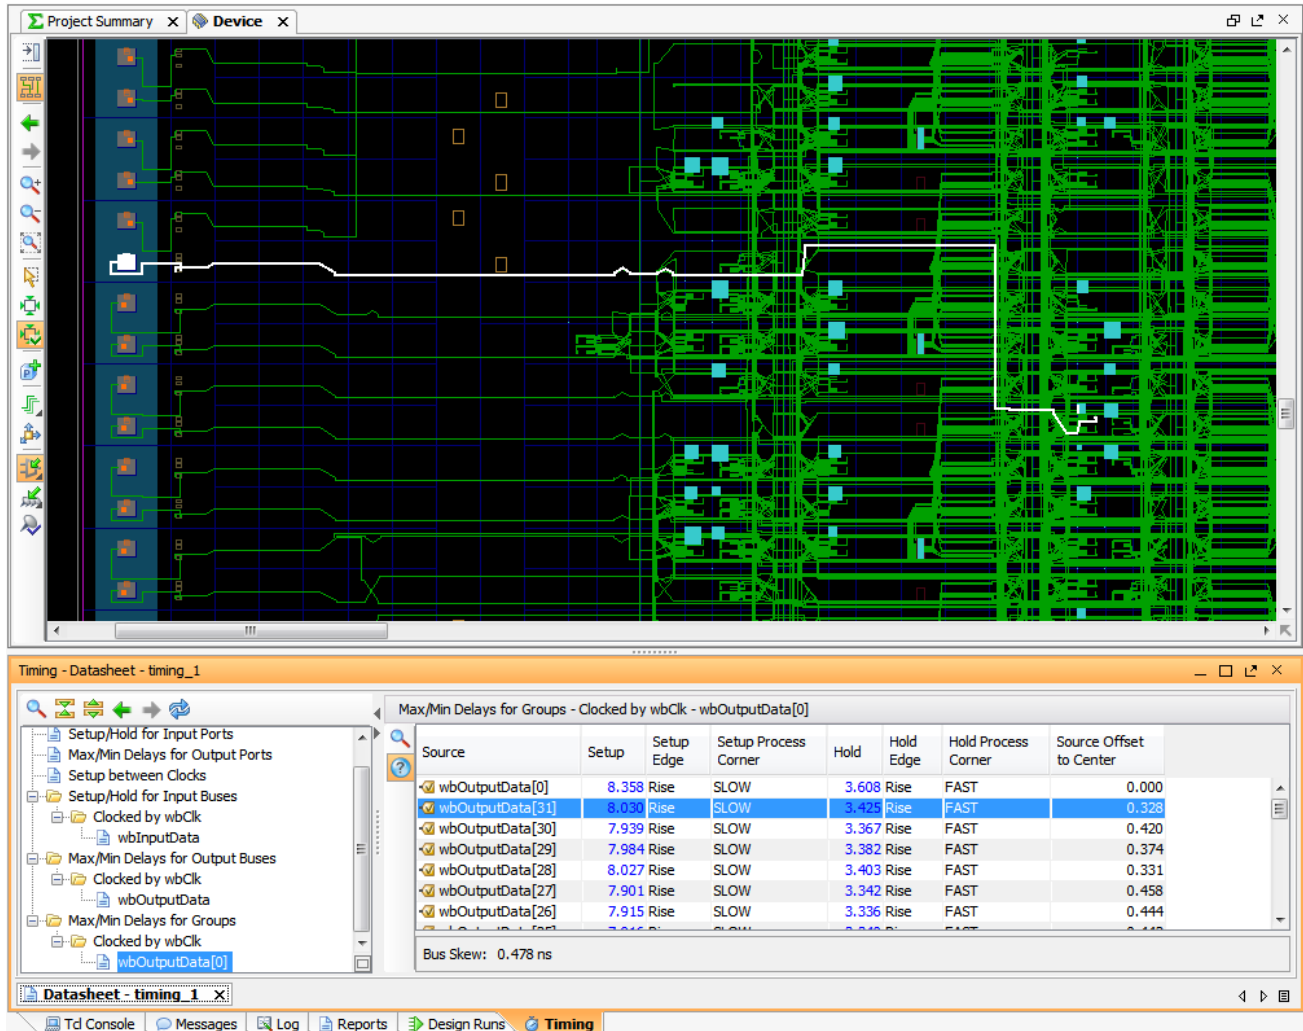 Project Summary × Device ×
Timing - Datasheet - timing_1
Setup/Hold for Input Ports
Max/Min Delays for Output Ports
Setup between Clocks
Setup/Hold for Input Buses
Clocked by wbClk
wbInputData
Max/Min Delays for Output Buses
Clocked by wbClk
wbOutputData
Max/Min Delays for Groups
Clocked by wbClk
wbOutputData[0]
Max/Min Delays for Groups - Clocked by wbClk - wbOutputData[0]
Source Setup Setup Edge Setup Process Corner Hold Hold Edge Hold Process Corner Source Offset to Center
wbOutputData[0] 8.358 Rise SLOW 3.608 Rise FAST 0.000
wbOutputData[31] 8.030 Rise SLOW 3.425 Rise FAST 0.328
wbOutputData[30] 7.939 Rise SLOW 3.367 Rise FAST 0.420
wbOutputData[29] 7.984 Rise SLOW 3.382 Rise FAST 0.374
wbOutputData[28] 8.027 Rise SLOW 3.403 Rise FAST 0.331
wbOutputData[27] 7.901 Rise SLOW 3.342 Rise FAST 0.458
wbOutputData[26] 7.915 Rise SLOW 3.336 Rise FAST 0.444
Bus Skew: 0.478 ns
Datasheet - timing_1 ×
Tcl Console Messages Log Reports Design Runs Timing